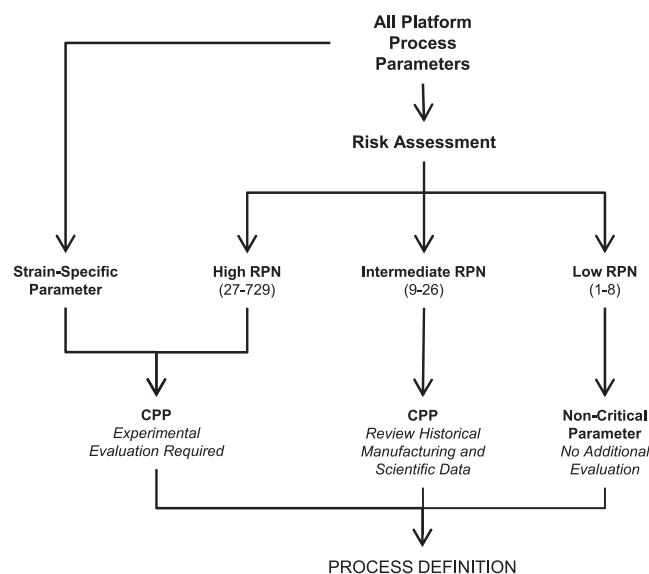 All Platform
Process
Parameters
Risk Assessment
Strain-Specific
Parameter
High RPN
(27-729)
Intermediate RPN
(9-26)
Low RPN
(1-8)
CPP
Experimental
Evaluation Required
CPP
Review Historical
Manufacturing and
Scientific Data
Non-Critical
Parameter
No Additional
Evaluation
PROCESS DEFINITION